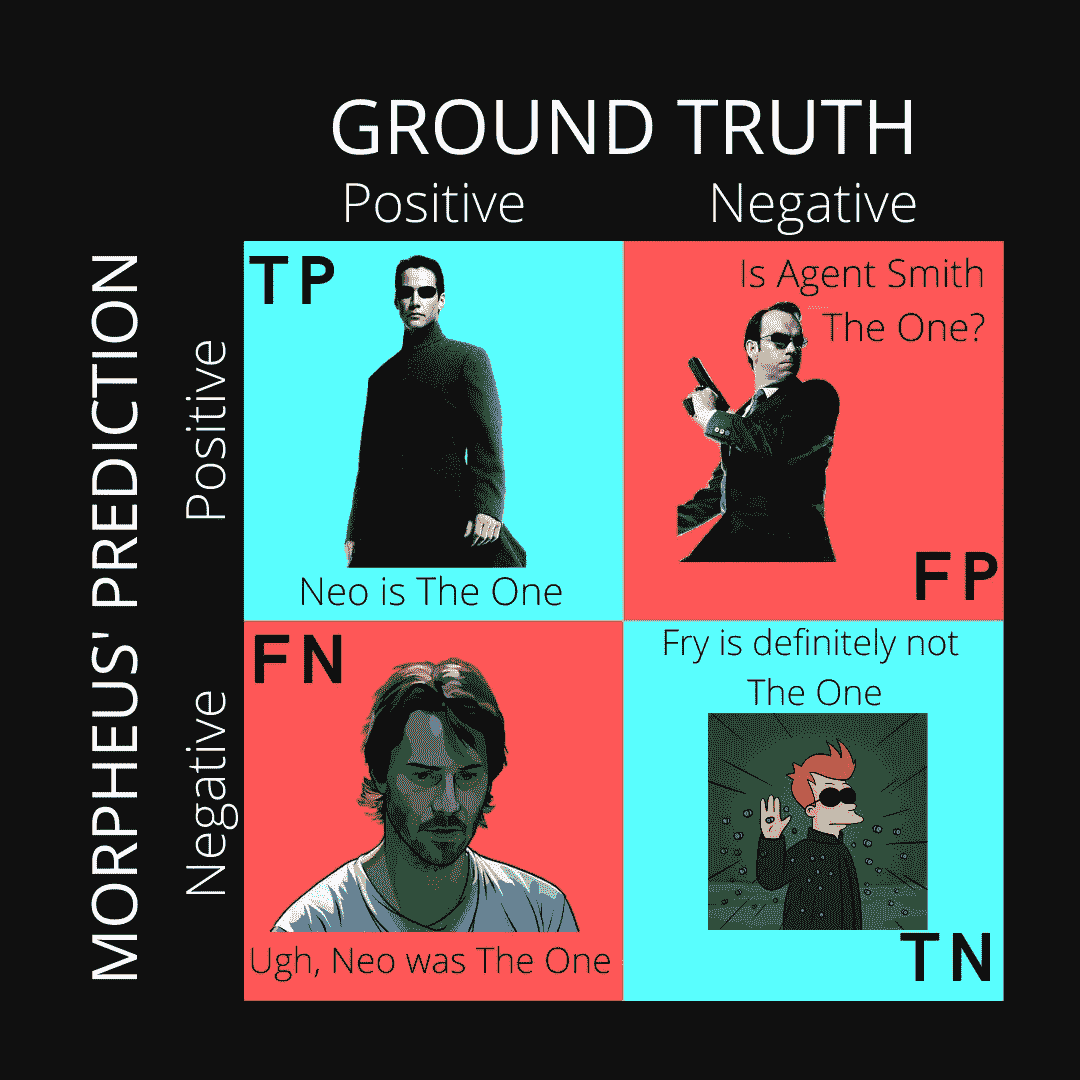 GROUND TRUTH
Positive
Negative
MORPHEUS' PREDICTION
Positive
TP
Neo is The One
Is Agent Smith
The One?
FP
Negative
FN
Ugh, Neo was The One
Fry is definitely not
The One
TN